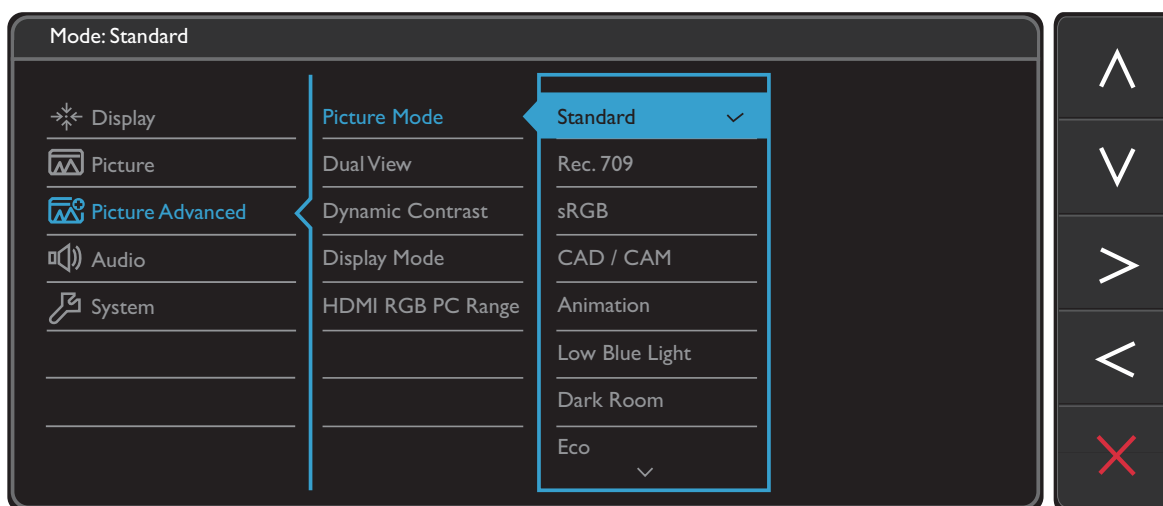 Mode: Standard
Display
Picture
Picture Advanced
Audio
System
Picture Mode
Dual View
Dynamic Contrast
Display Mode
HDMI RGB PC Range
Standard
Rec. 709
sRGB
CAD / CAM
Animation
Low Blue Light
Dark Room
Eco